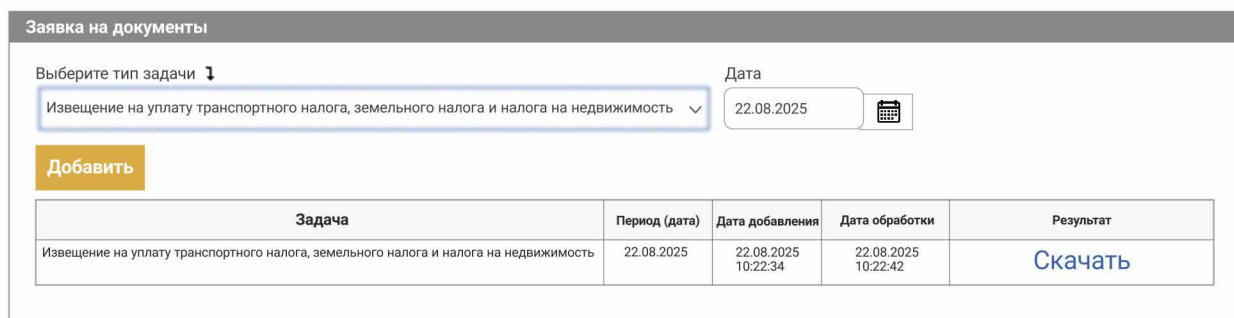 Заявка на документы
Выберите тип задачи
Дата
Извещение на уплату транспортного налога, земельного налога и налога на недвижимость
22.08.2025
Добавить
Задача
Период (дата)
Дата добавления
Дата обработки
Результат
Извещение на уплату транспортного налога, земельного налога и налога на недвижимость
22.08.2025
22.08.2025
10:22:34
22.08.2025
10:22:42
Скачать